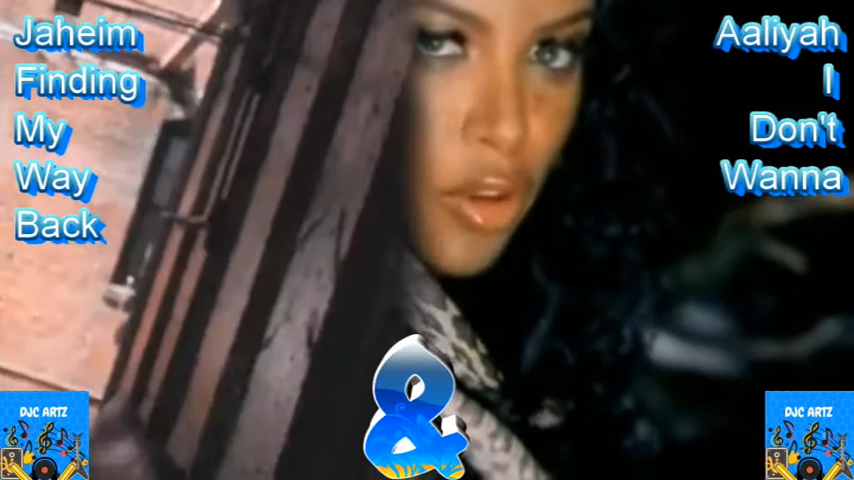 Jaheim
Finding
My
Way
Back
Aaliyah
I
Don't
Wanna
&
DJC ARTZ
DJC ARTZ